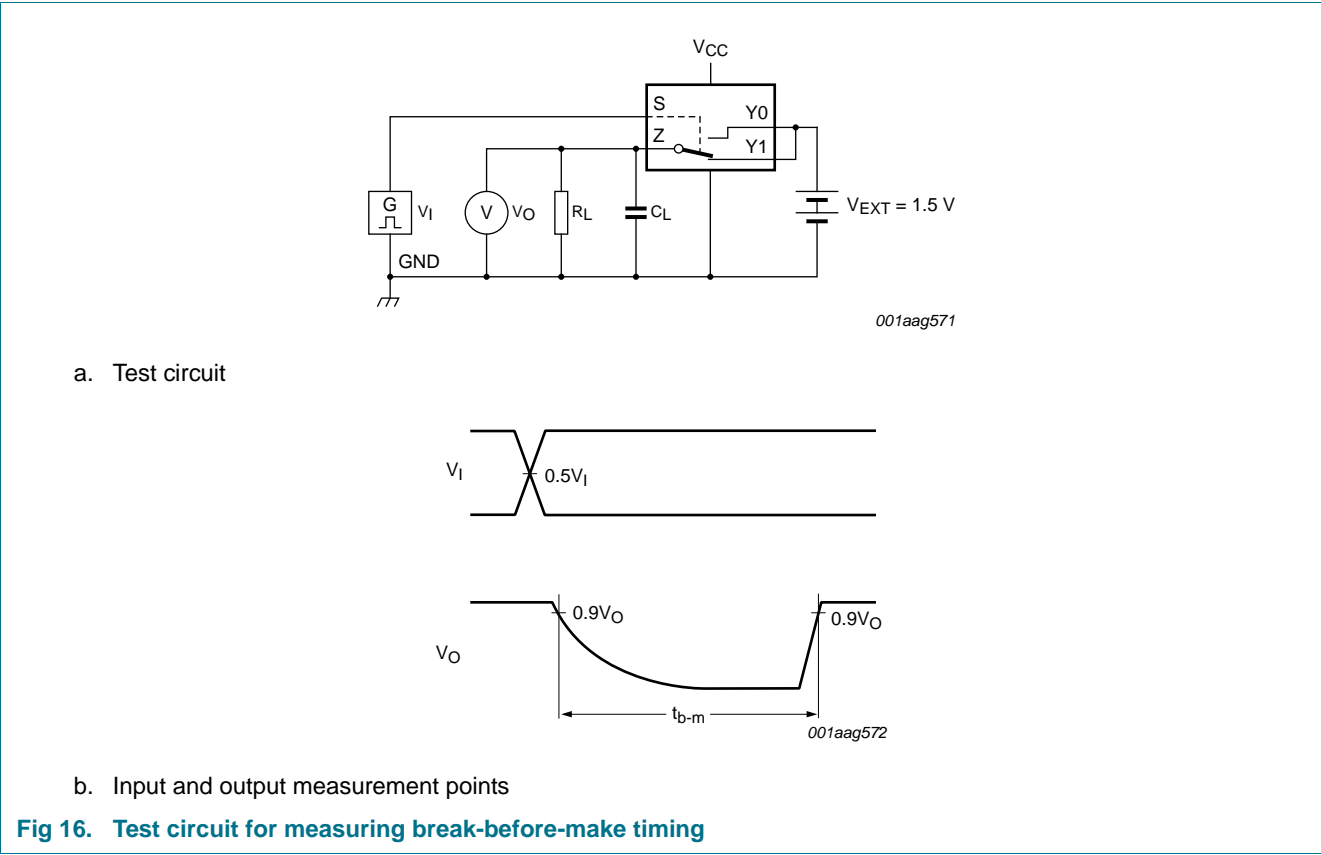 VCC
S
Y0
Z
Y1
G
VI
V
VO
RL
CL
VEXT = 1.5 V
GND
001aag571
a. Test circuit
VI
0.5VI
0.9VO
0.9VO
VO
tb-m
001aag572
b. Input and output measurement points
Fig 16. Test circuit for measuring break-before-make timing